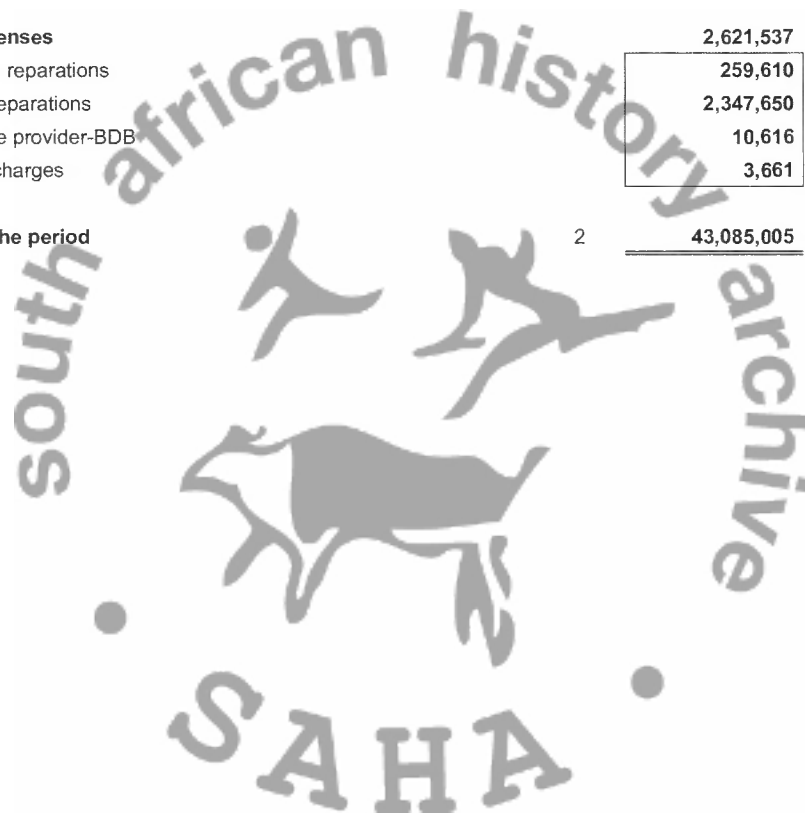 enses 2,621,537
reparations 259,610
eparations 2,347,650
e provider-BDB 10,616
charges 3,661
he period 2 43,085,005
south african history archive
SAHA